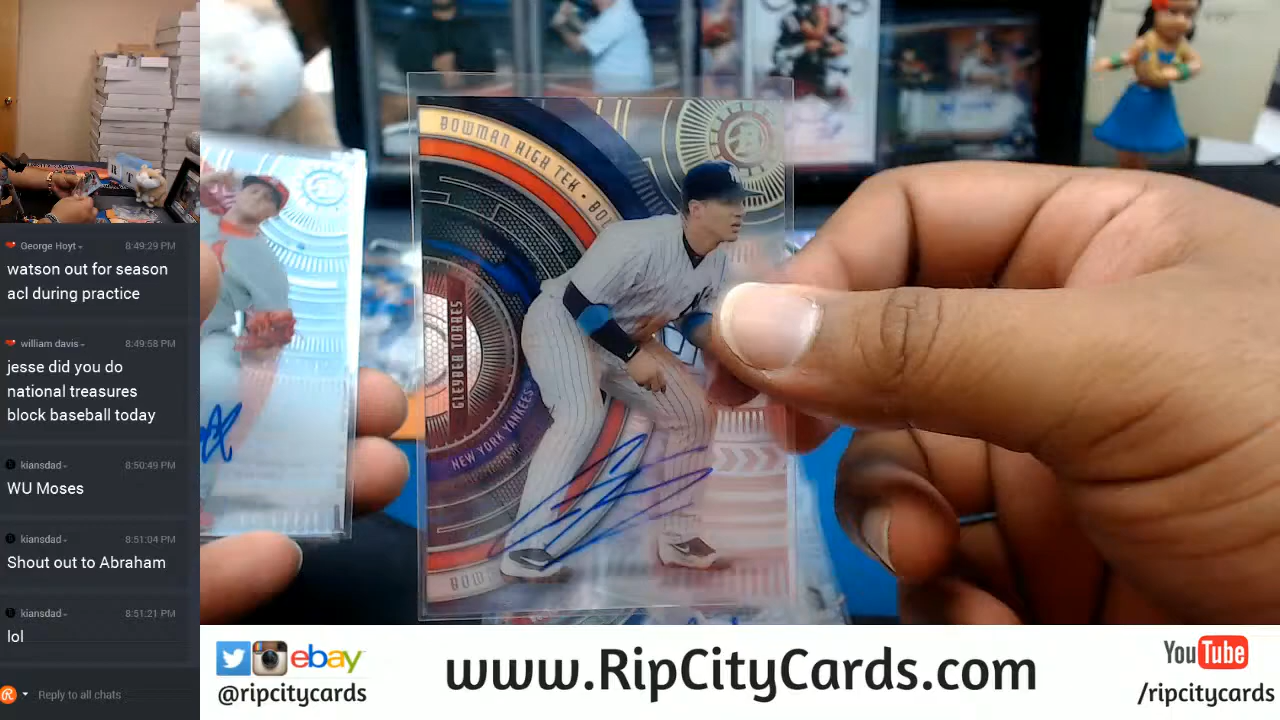 George Hoyt 8:49:29 PM
watson out for season
acl during practice
william davis 8:49:58 PM
jesse did you do
national treasures
block baseball today
kiansdad 8:50:49 PM
WU Moses
kiansdad 8:51:04 PM
Shout out to Abraham
kiansdad 8:51:21 PM
lol
Reply to all chats
BOWMAN HIGH TEK • BO
GLEYBER TORRES
NEW YORK YANKEES
BOW
ebay
@ripcitycards
www.RipCityCards.com
YouTube
/ripcitycards